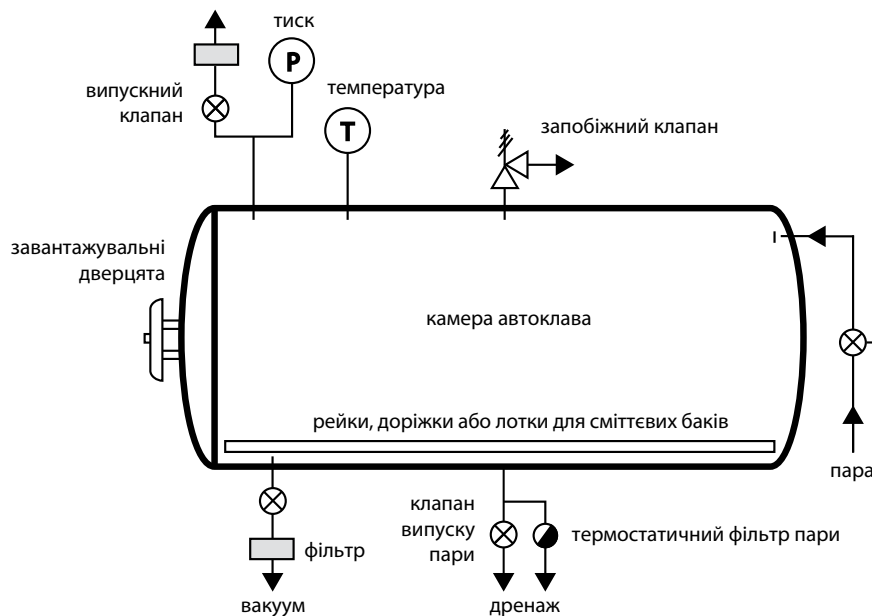 тиск
P
випускний
клапан
температура
T
запобіжний клапан
завантажувальні
дверцята
камера автоклава
рейки, доріжки або лотки для сміттєвих баків
пара
клапан
випуску
пари
термостатичний фільтр пари
фільтр
вакуум
дренаж